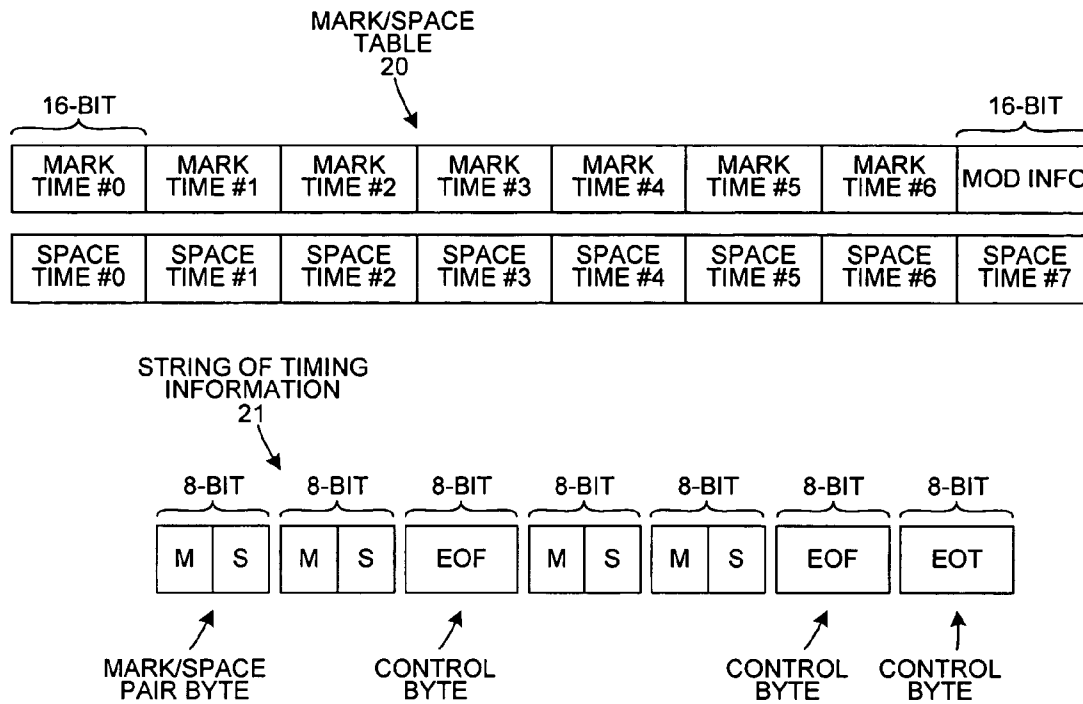 MARK/SPACE
TABLE
20
16-BIT
16-BIT
MARK TIME #0
MARK TIME #1
MARK TIME #2
MARK TIME #3
MARK TIME #4
MARK TIME #5
MARK TIME #6
MOD INFO
SPACE TIME #0
SPACE TIME #1
SPACE TIME #2
SPACE TIME #3
SPACE TIME #4
SPACE TIME #5
SPACE TIME #6
SPACE TIME #7
STRING OF TIMING
INFORMATION
21
8-BIT 8-BIT 8-BIT 8-BIT 8-BIT 8-BIT 8-BIT
M S M S EOF M S M S EOF EOT
MARK/SPACE
PAIR BYTE
CONTROL
BYTE
CONTROL
BYTE
CONTROL
BYTE